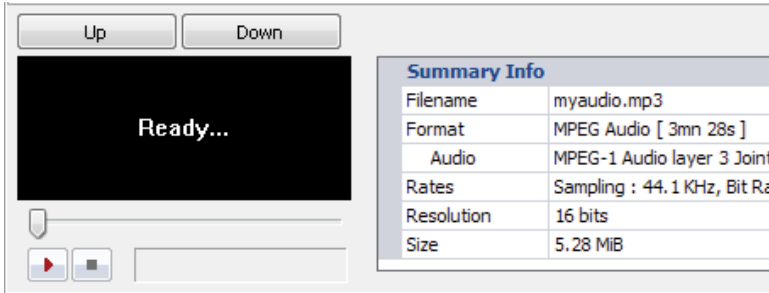 Up Down
Ready...
Summary Info
Filename myaudio.mp3
Format MPEG Audio [ 3mn 28s ]
Audio MPEG-1 Audio layer 3 Joint
Rates Sampling : 44.1 KHz, Bit Ra
Resolution 16 bits
Size 5.28 MiB